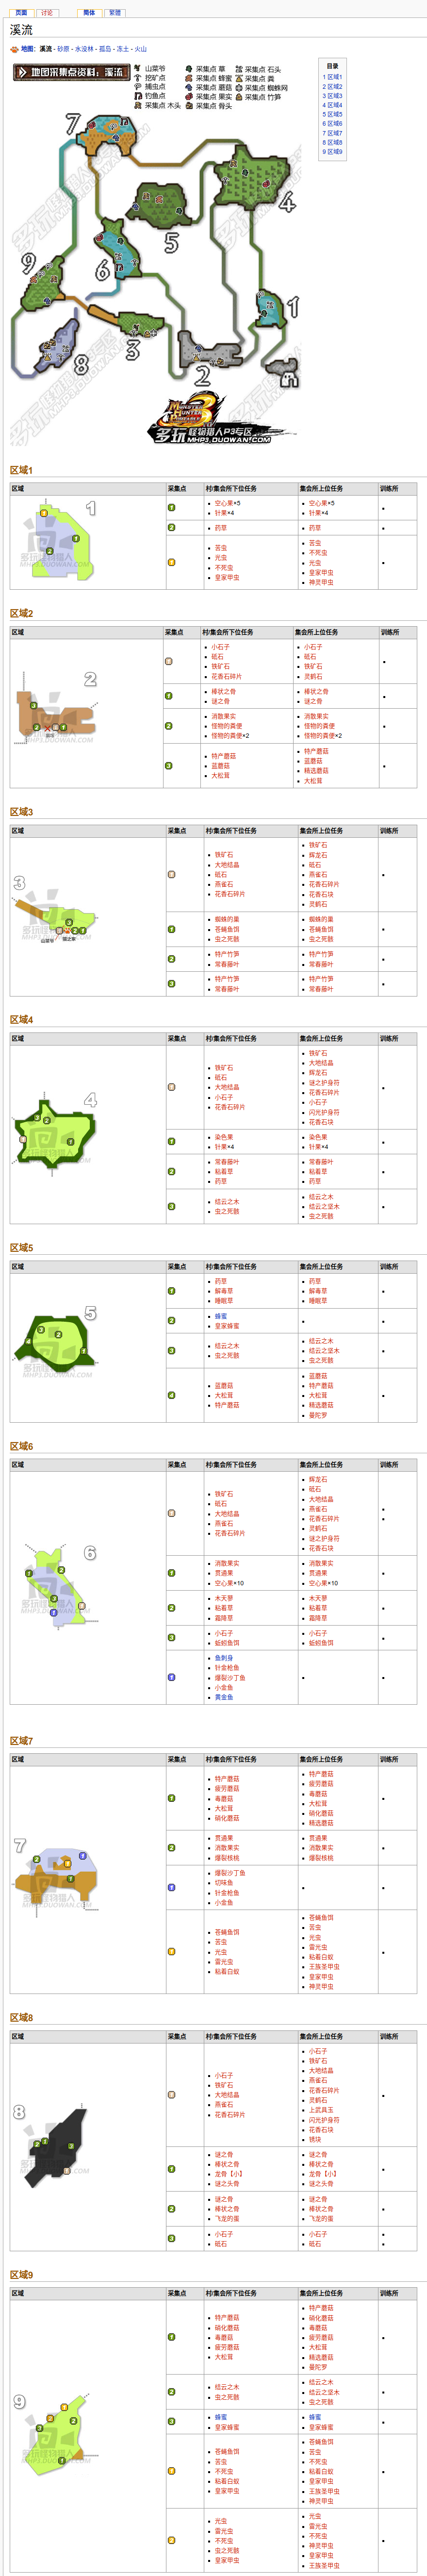 页面 讨论 简体 繁體
溪流
地图：溪流 - 砂原 - 水没林 - 孤岛 - 冻土 - 火山
目录
1 区域1
2 区域2
3 区域3
4 区域4
5 区域5
6 区域6
7 区域7
8 区域8
9 区域9
地图采集点资料：溪流
山菜爷 采集点 草 采集点 石头
挖矿点 采集点 蜂蜜 采集点 粪
捕虫点 采集点 蘑菇 采集点 蜘蛛网
钓鱼点 采集点 果实 采集点 竹笋
采集点 木头 采集点 骨头
7
4
5
9
6
1
3
8
2
多玩 怪物猎人P3专区
MHP3.DUOWAN.COM
区域1
区域 采集点 村/集会所下位任务 集会所上位任务 训练所
1
空心果×5 空心果×5
针果×4 针果×4
药草 药草
苦虫 苦虫
光虫 不死虫
不死虫 光虫
皇家甲虫 皇家甲虫
神灵甲虫
区域2
区域 采集点 村/集会所下位任务 集会所上位任务 训练所
2
小石子 小石子
砥石 砥石
铁矿石 铁矿石
花香石碎片 灵鹤石
棒状之骨 棒状之骨
谜之骨 谜之骨
消散果实 消散果实
怪物的粪便 怪物的粪便
怪物的粪便×2 怪物的粪便×2
特产蘑菇 特产蘑菇
蓝蘑菇 蓝蘑菇
大松茸 精选蘑菇
大松茸
区域3
区域 采集点 村/集会所下位任务 集会所上位任务 训练所
3
山菜爷
铁矿石 铁矿石
大地结晶 辉龙石
砥石 砥石
燕雀石 燕雀石
花香石碎片 花香石碎片
花香石块
灵鹤石
蜘蛛的巢 蜘蛛的巢
苍蝇鱼饵 苍蝇鱼饵
虫之死骸 虫之死骸
特产竹笋 特产竹笋
常春藤叶 常春藤叶
特产竹笋 特产竹笋
常春藤叶 常春藤叶
区域4
区域 采集点 村/集会所下位任务 集会所上位任务 训练所
4
铁矿石 铁矿石
砥石 大地结晶
大地结晶 辉龙石
小石子 谜之护身符
花香石碎片 花香石碎片
小石子
闪光护身符
花香石块
染色果 染色果
针果×4 针果×4
常春藤叶 常春藤叶
粘着草 粘着草
药草 药草
结云之木 结云之木
虫之死骸 结云之坚木
虫之死骸
区域5
区域 采集点 村/集会所下位任务 集会所上位任务 训练所
5
药草 药草
解毒草 解毒草
睡眠草 睡眠草
蜂蜜
皇家蜂蜜
结云之木 结云之木
虫之死骸 结云之坚木
虫之死骸
蓝蘑菇 蓝蘑菇
大松茸 特产蘑菇
特产蘑菇 大松茸
精选蘑菇
曼陀罗
区域6
区域 采集点 村/集会所下位任务 集会所上位任务 训练所
6
铁矿石 辉龙石
砥石 砥石
大地结晶 大地结晶
燕雀石 燕雀石
花香石碎片 花香石碎片
灵鹤石
谜之护身符
花香石块
消散果实 消散果实
贯通果 贯通果
空心果×10 空心果×10
木天蓼 木天蓼
粘着草 粘着草
霜降草 霜降草
小石子 小石子
蚯蚓鱼饵 蚯蚓鱼饵
鱼刺身
针金枪鱼
爆裂沙丁鱼
小金鱼
黄金鱼
区域7
区域 采集点 村/集会所下位任务 集会所上位任务 训练所
7
特产蘑菇 特产蘑菇
疲劳蘑菇 疲劳蘑菇
毒蘑菇 毒蘑菇
大松茸 大松茸
硝化蘑菇 硝化蘑菇
精选蘑菇
贯通果 贯通果
消散果实 消散果实
爆裂核桃 爆裂核桃
爆裂沙丁鱼
切味鱼
针金枪鱼
小金鱼
苍蝇鱼饵 苍蝇鱼饵
苦虫 苦虫
光虫 光虫
雷光虫 雷光虫
粘着白蚁 粘着白蚁
王族圣甲虫
皇家甲虫
神灵甲虫
区域8
区域 采集点 村/集会所下位任务 集会所上位任务 训练所
8
小石子 小石子
铁矿石 铁矿石
大地结晶 大地结晶
燕雀石 燕雀石
花香石碎片 花香石碎片
灵鹤石
上武具玉
闪光护身符
花香石块
锈块
谜之骨 谜之骨
棒状之骨 棒状之骨
龙骨【小】 龙骨【小】
谜之头骨 谜之头骨
谜之骨 谜之骨
棒状之骨 棒状之骨
飞龙的蛋 飞龙的蛋
小石子 小石子
砥石 砥石
区域9
区域 采集点 村/集会所下位任务 集会所上位任务 训练所
9
特产蘑菇 特产蘑菇
硝化蘑菇 硝化蘑菇
毒蘑菇 毒蘑菇
疲劳蘑菇 疲劳蘑菇
大松茸 大松茸
精选蘑菇
曼陀罗
结云之木 结云之木
虫之死骸 结云之坚木
虫之死骸
蜂蜜 蜂蜜
皇家蜂蜜 皇家蜂蜜
苍蝇鱼饵 苍蝇鱼饵
苦虫 苦虫
不死虫 不死虫
粘着白蚁 粘着白蚁
皇家甲虫 皇家甲虫
王族圣甲虫
神灵甲虫
光虫 光虫
雷光虫 雷光虫
不死虫 不死虫
虫之死骸 神灵甲虫
皇家甲虫 皇家甲虫
王族圣甲虫